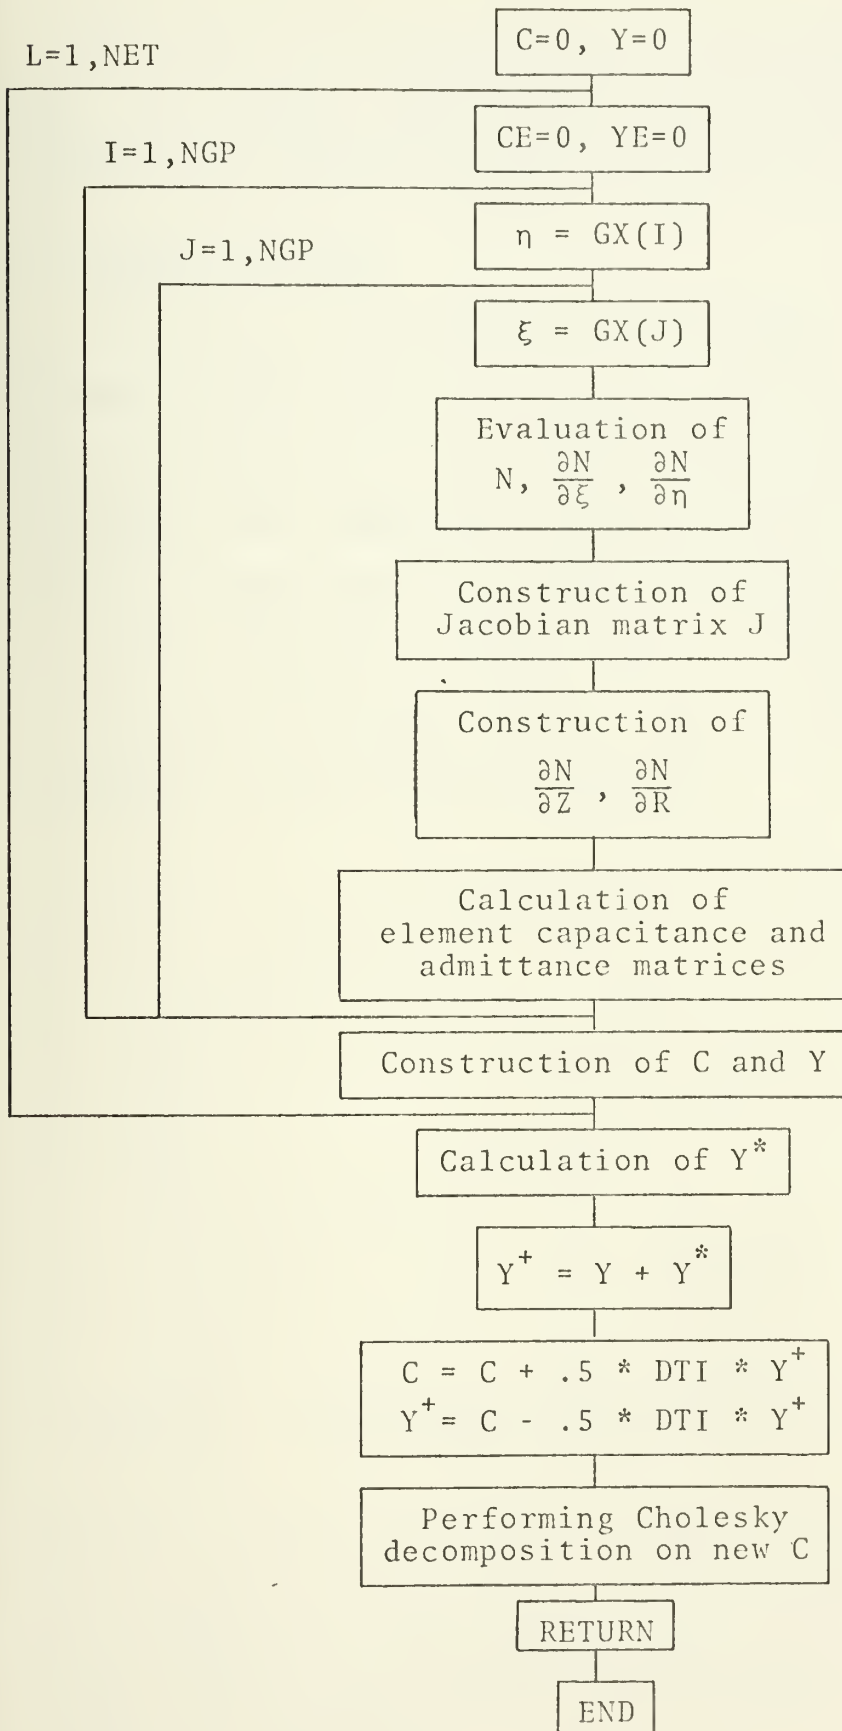 C=0, Y=0
L=1,NET
CE=0, YE=0
I=1,NGP
η = GX(I)
J=1,NGP
ξ = GX(J)
Evaluation of
N, ∂N/∂ξ , ∂N/∂η
Construction of
Jacobian matrix J
Construction of
∂N/∂Z , ∂N/∂R
Calculation of
element capacitance and
admittance matrices
Construction of C and Y
Calculation of Y*
Y⁺ = Y + Y*
C = C + .5 * DTI * Y⁺
Y⁺= C - .5 * DTI * Y⁺
Performing Cholesky
decomposition on new C
RETURN
END